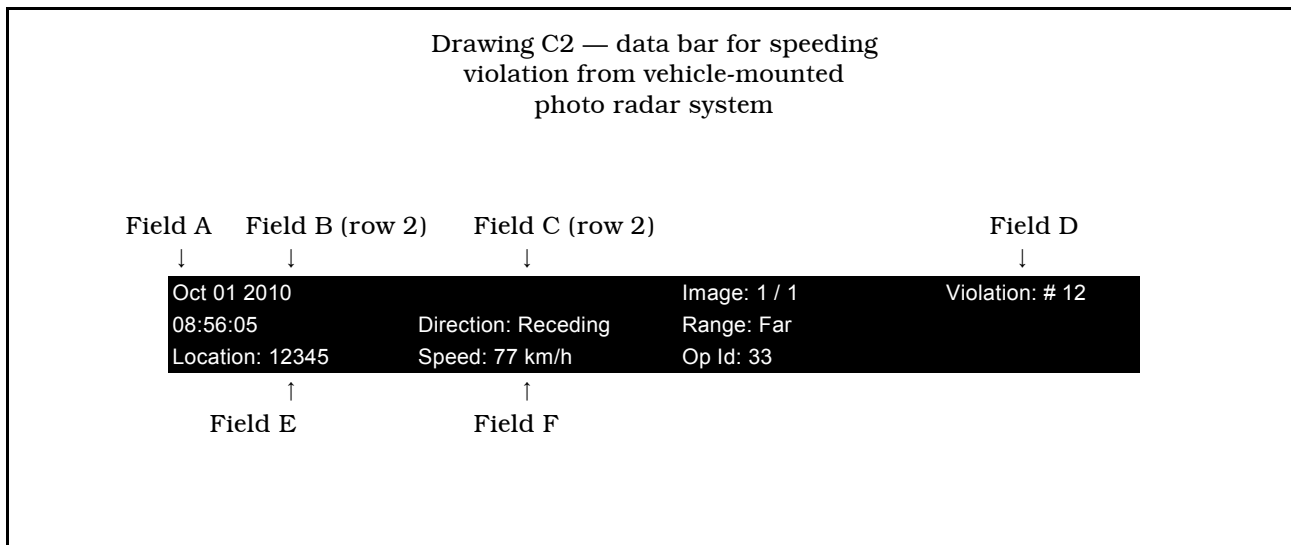 Drawing C2 — data bar for speeding
violation from vehicle-mounted
photo radar system
Field A Field B (row 2) Field C (row 2) Field D
↓ ↓ ↓ ↓
Oct 01 2010 Image: 1 / 1 Violation: # 12
08:56:05 Direction: Receding Range: Far
Location: 12345 Speed: 77 km/h Op Id: 33
↑ ↑
Field E Field F